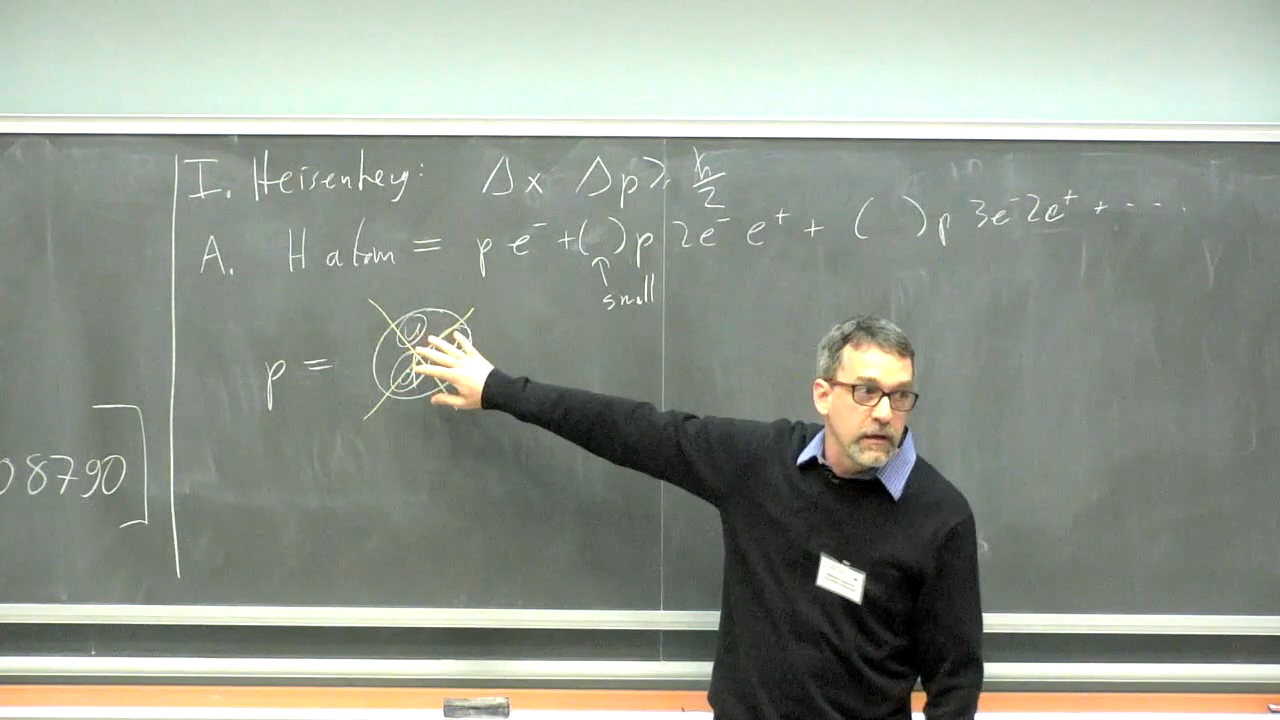 I. Heisenberg: Δx Δp ≥ ħ/2
A. H atom = p e⁻ + ( ) p 2e⁻ e⁺ + ( ) p 3e⁻ 2e⁺ + ....
↑
small
p =
u
d
08790]